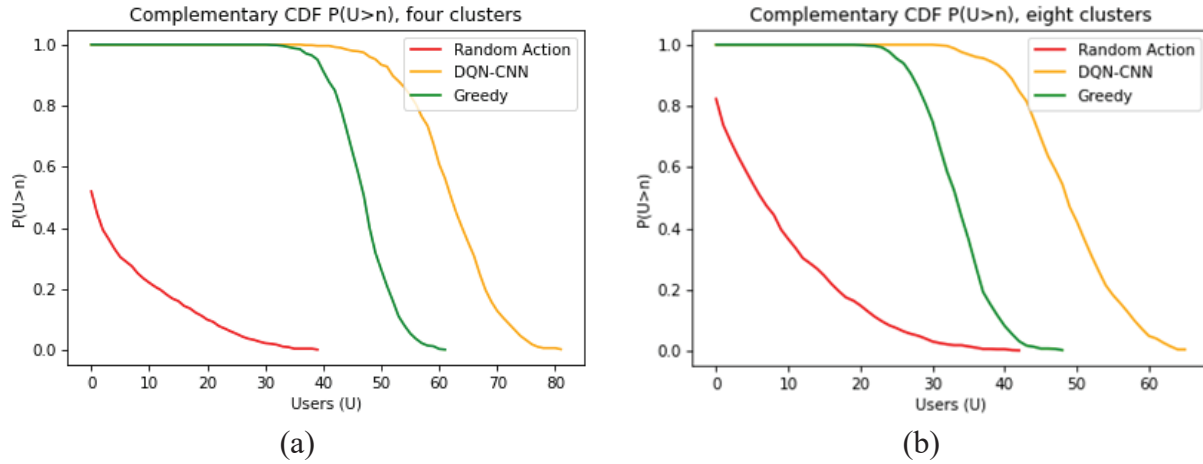 Complementary CDF P(U>n), four clusters
1.0
0.8
0.6
0.4
0.2
0.0
P(U>n)
Random Action
DQN-CNN
Greedy
0 10 20 30 40 50 60 70 80
Users (U)
(a)
Complementary CDF P(U>n), eight clusters
1.0
0.8
0.6
0.4
0.2
0.0
P(U>n)
Random Action
DQN-CNN
Greedy
0 10 20 30 40 50 60
Users (U)
(b)